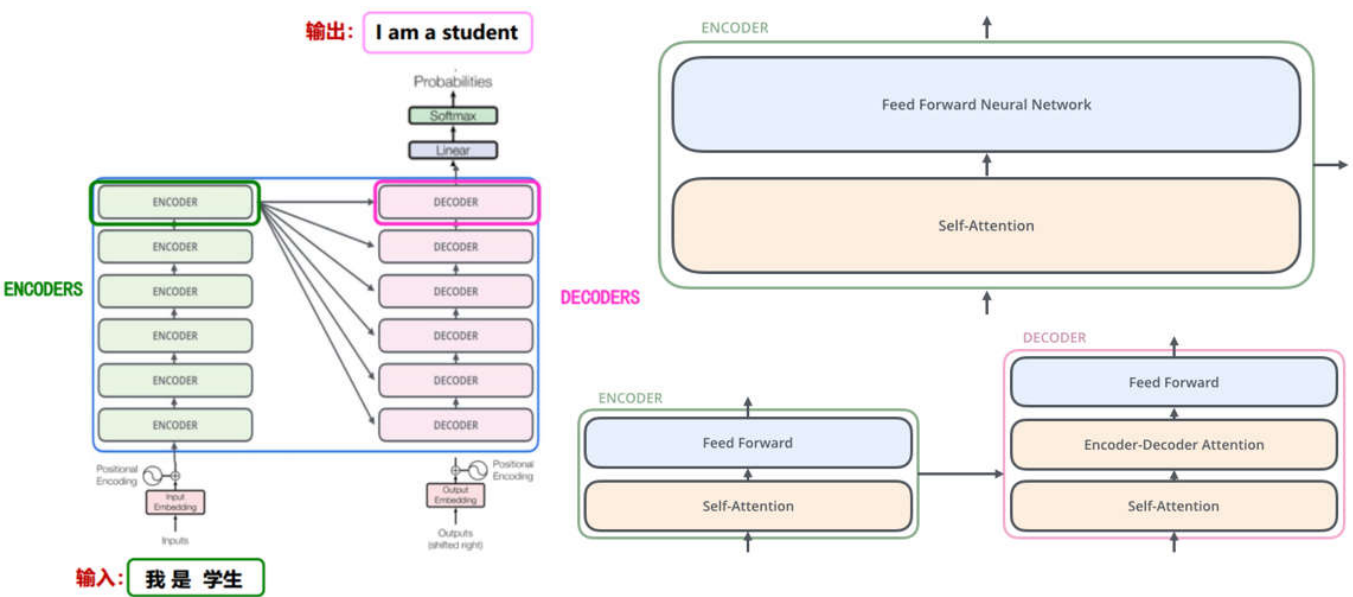 输出: I am a student
Probabilities
Softmax
Linear
ENCODER
ENCODER
ENCODER
ENCODER
ENCODER
ENCODER
DECODER
DECODER
DECODER
DECODER
DECODER
DECODER
ENCODERS
DECODERS
Positional
Encoding
Input
Embedding
Inputs
Positional
Encoding
Output
Embedding
Outputs
(shifted right)
输入: 我 是 学生
ENCODER
Feed Forward Neural Network
Self-Attention
ENCODER
Feed Forward
Self-Attention
DECODER
Feed Forward
Encoder-Decoder Attention
Self-Attention